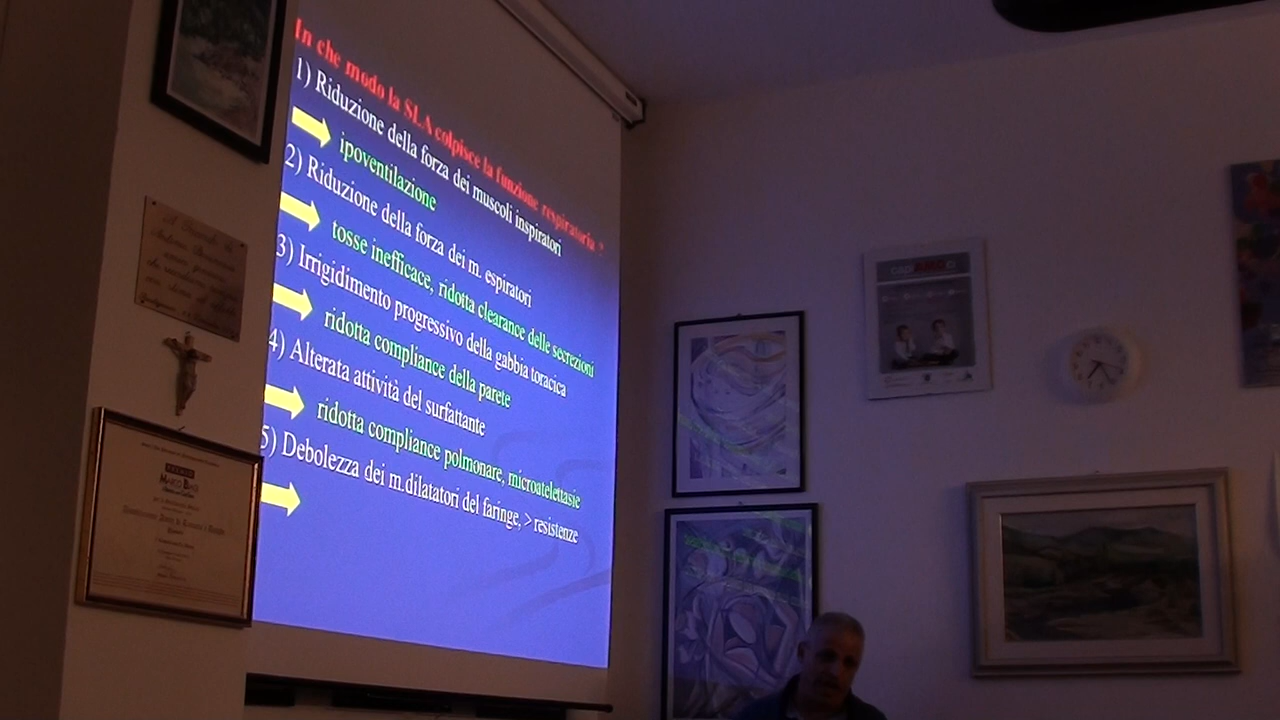 In che modo la SLA colpisce la funzione respiratoria ?
1) Riduzione della forza dei muscoli inspiratori
ipoventilazione
2) Riduzione della forza dei m. espiratori
tosse inefficace, ridotta clearance delle secrezioni
3) Irrigidimento progressivo della gabbia toracica
ridotta compliance della parete
4) Alterata attività del surfattante
ridotta compliance polmonare, microatelettasie
5) Debolezza dei m.dilatatori del faringe, > resistenze
PREMIO